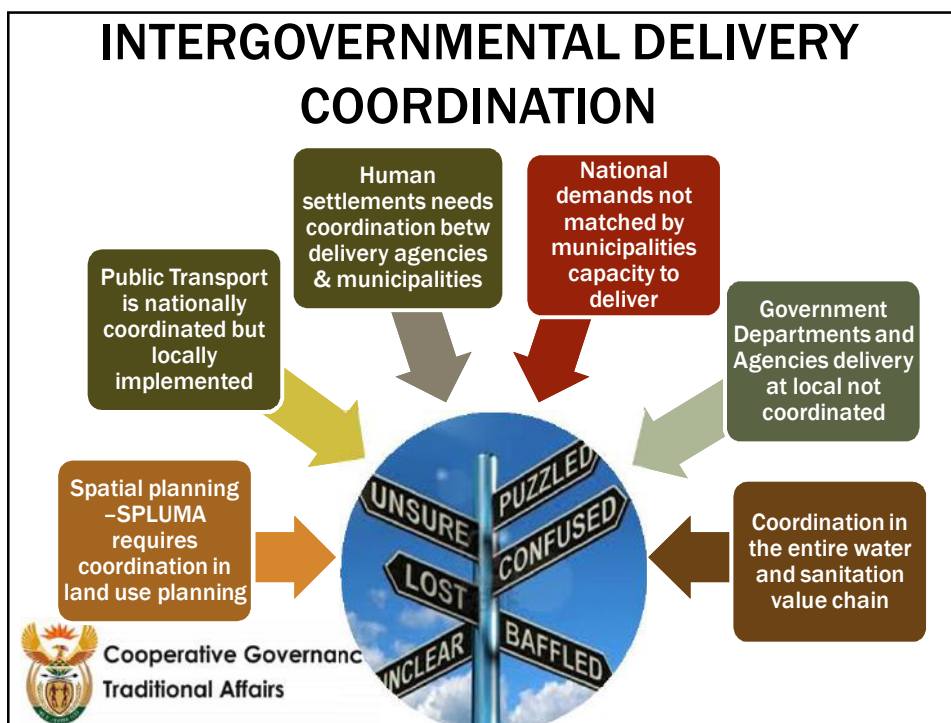 INTERGOVERNMENTAL DELIVERY
COORDINATION
Human
settlements needs
coordination betw
delivery agencies
& municipalities
National
demands not
matched by
municipalities
capacity to
deliver
Public Transport
is nationally
coordinated but
locally
implemented
Government
Departments and
Agencies delivery
at local not
coordinated
Spatial planning
–SPLUMA
requires
coordination in
land use planning
Coordination in
the entire water
and sanitation
value chain
UNSURE
PUZZLED
CONFUSED
LOST
UNCLEAR
BAFFLED
Cooperative Governanc
Traditional Affairs